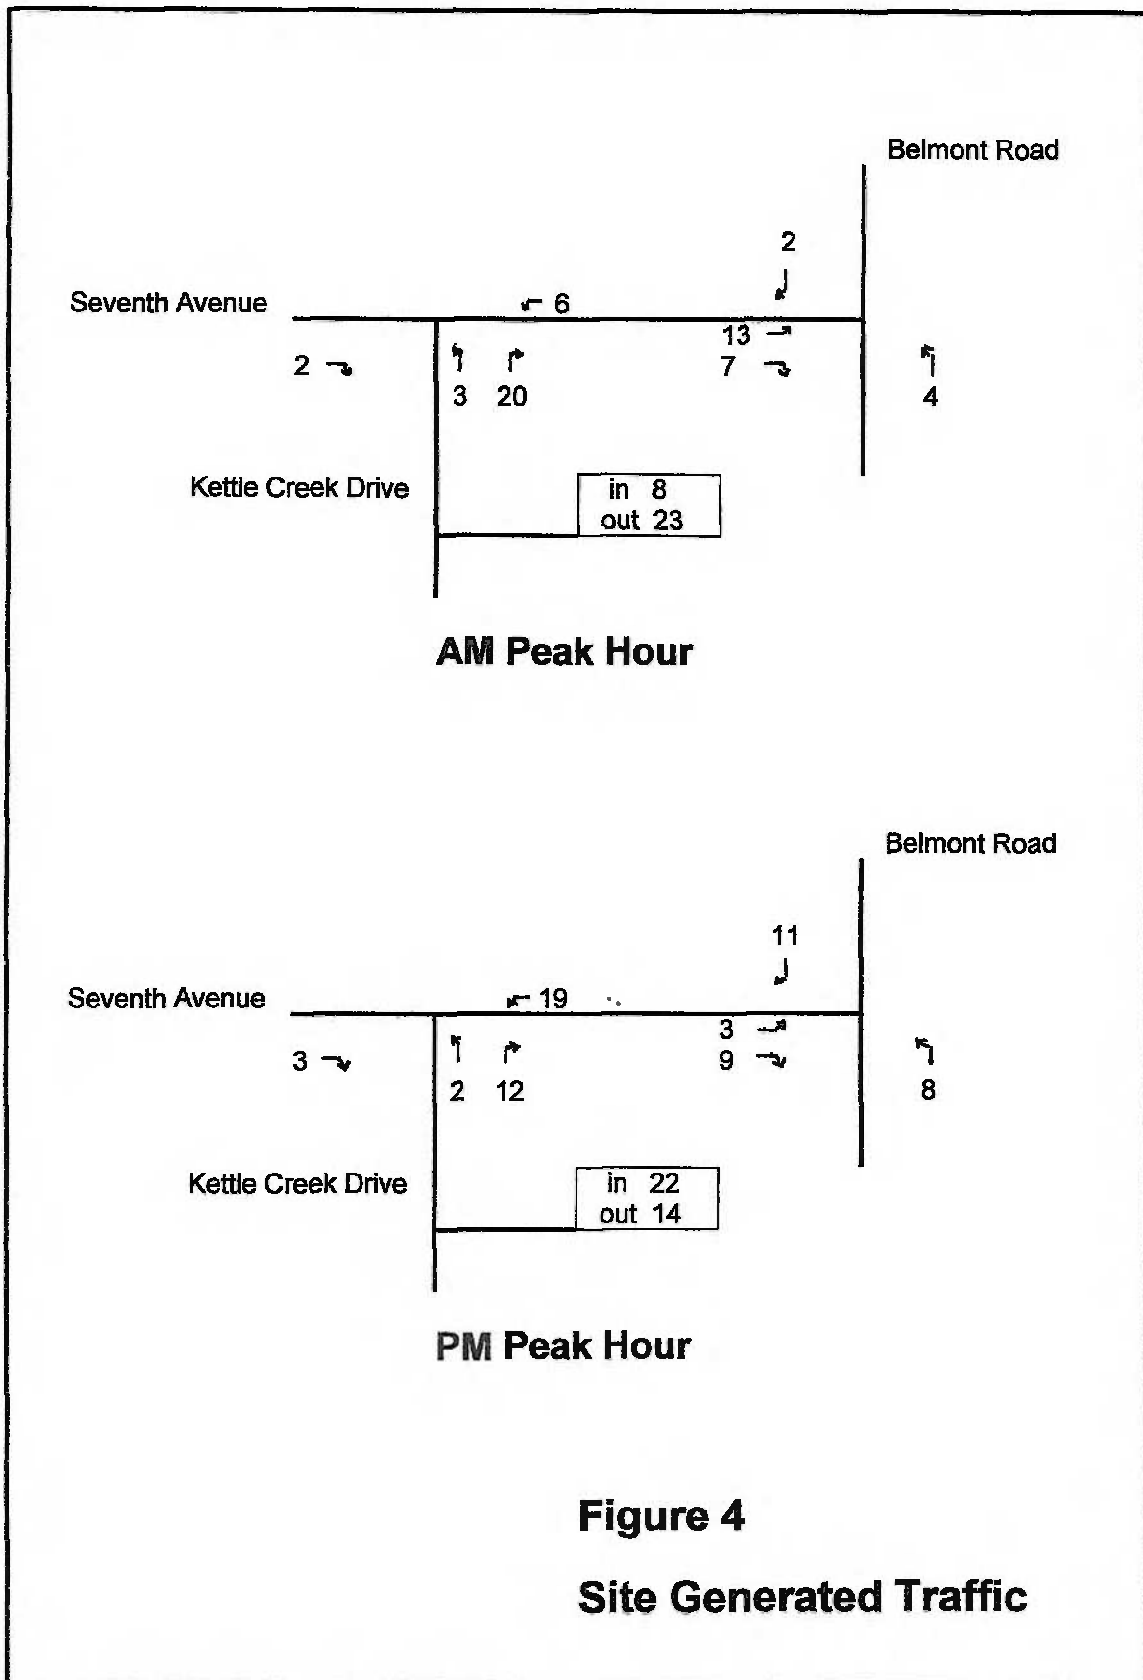 Belmont Road
2
Seventh Avenue
6
13
2
7
3 20
4
Kettle Creek Drive
in 8
out 23
AM Peak Hour
Belmont Road
11
Seventh Avenue
19
3
3
9
2 12
8
Kettle Creek Drive
in 22
out 14
PM Peak Hour
Figure 4
Site Generated Traffic